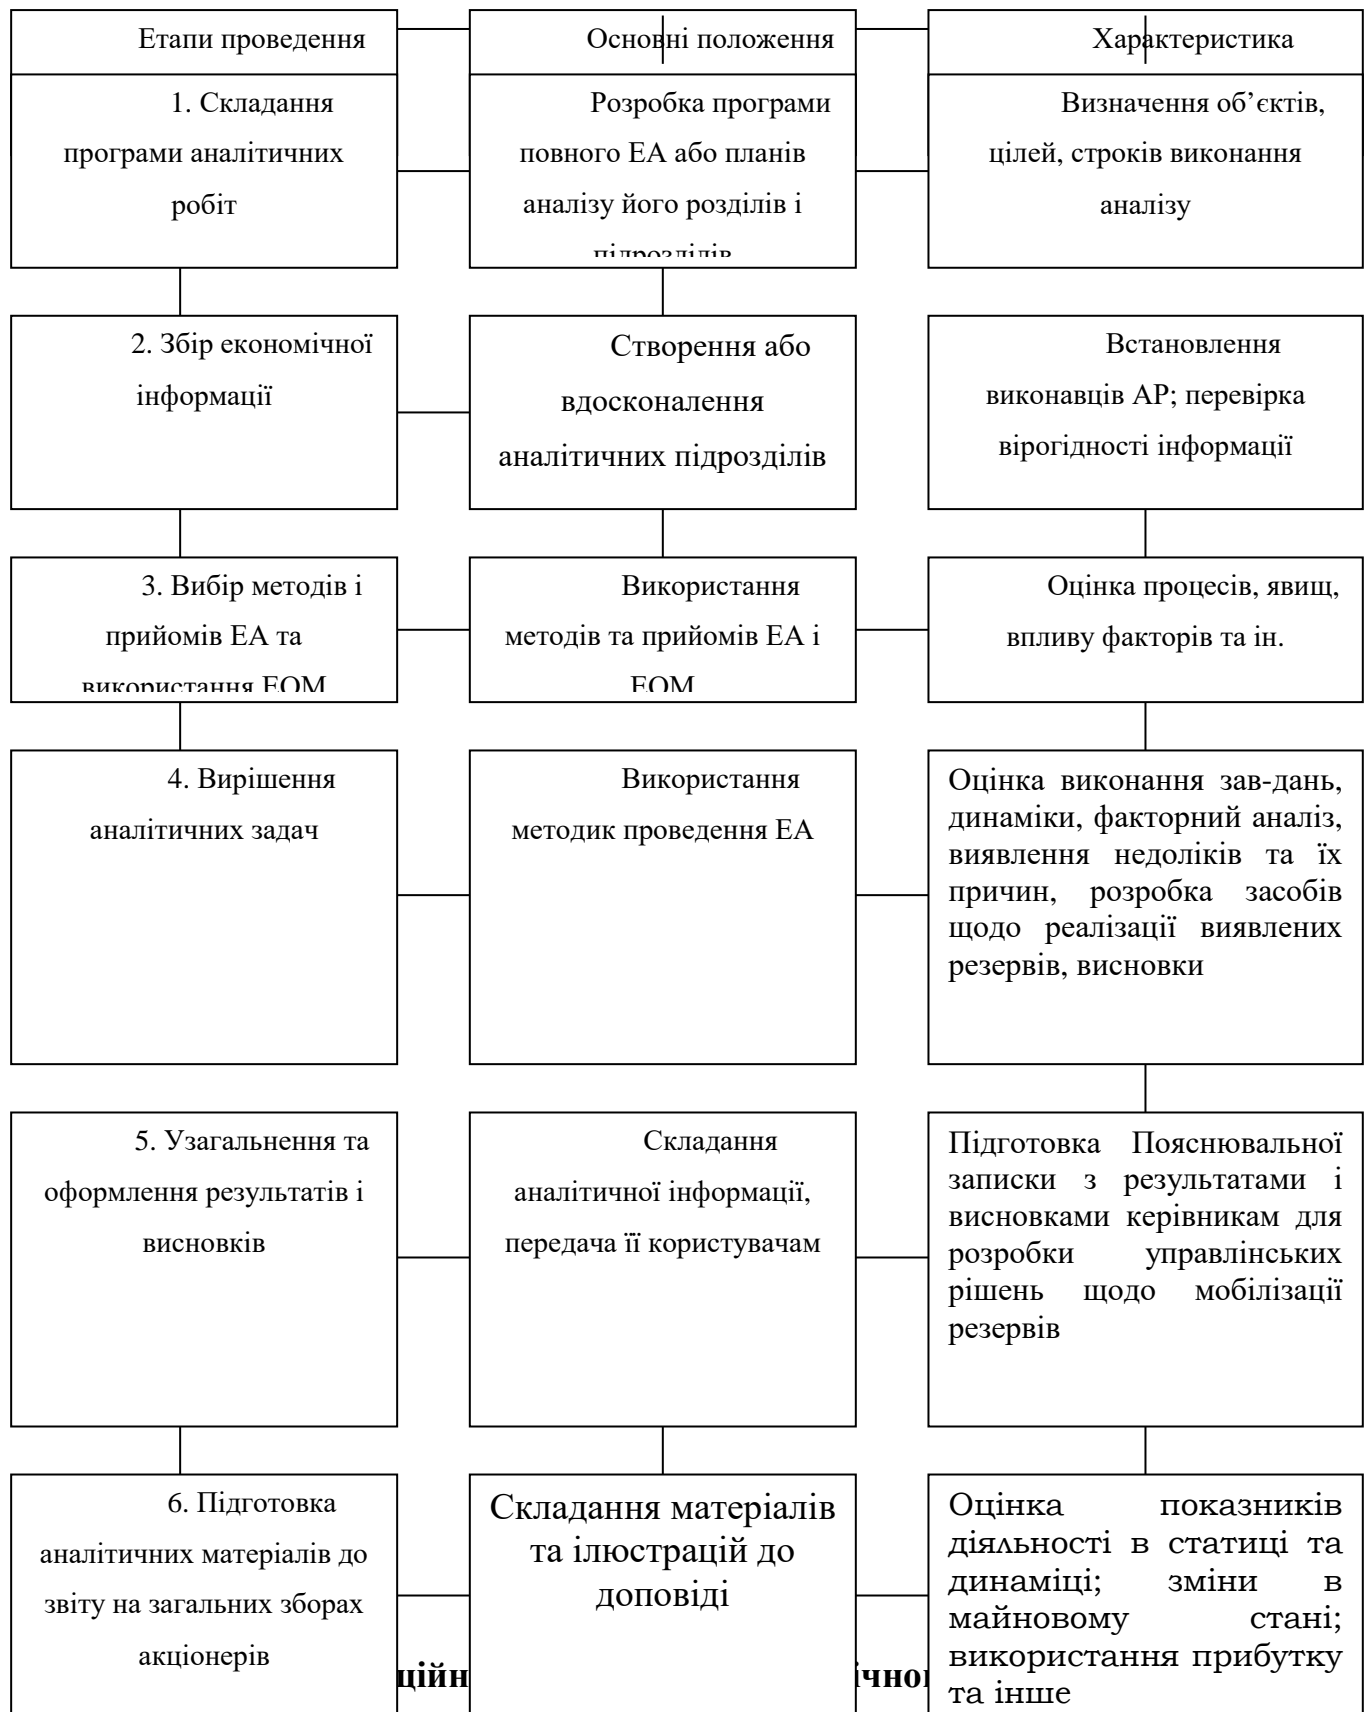 Етапи проведення
Основні положення
Характеристика
1. Складання
програми аналітичних
робіт
Розробка програми
повного ЕА або планів
аналізу його розділів і
підрозділів
Визначення об’єктів,
цілей, строків виконання
аналізу
2. Збір економічної
інформації
Створення або
вдосконалення
аналітичних підрозділів
Встановлення
виконавців АР; перевірка
вірогідності інформації
3. Вибір методів і
прийомів ЕА та
використання ЕОМ
Використання
методів та прийомів ЕА і
ЕОМ
Оцінка процесів, явищ,
впливу факторів та ін.
4. Вирішення
аналітичних задач
Використання
методик проведення ЕА
Оцінка виконання зав-дань,
динаміки, факторний аналіз,
виявлення недоліків та їх
причин, розробка засобів
щодо реалізації виявлених
резервів, висновки
5. Узагальнення та
оформлення результатів і
висновків
Складання
аналітичної інформації,
передача її користувачам
Підготовка Пояснювальної
записки з результатами і
висновками керівникам для
розробки управлінських
рішень щодо мобілізації
резервів
6. Підготовка
аналітичних матеріалів до
звіту на загальних зборах
акціонерів
Складання матеріалів
та ілюстрацій до
доповіді
Оцінка показників
діяльності в статиці та
динаміці; зміни в
майновому стані;
використання прибутку
та інше